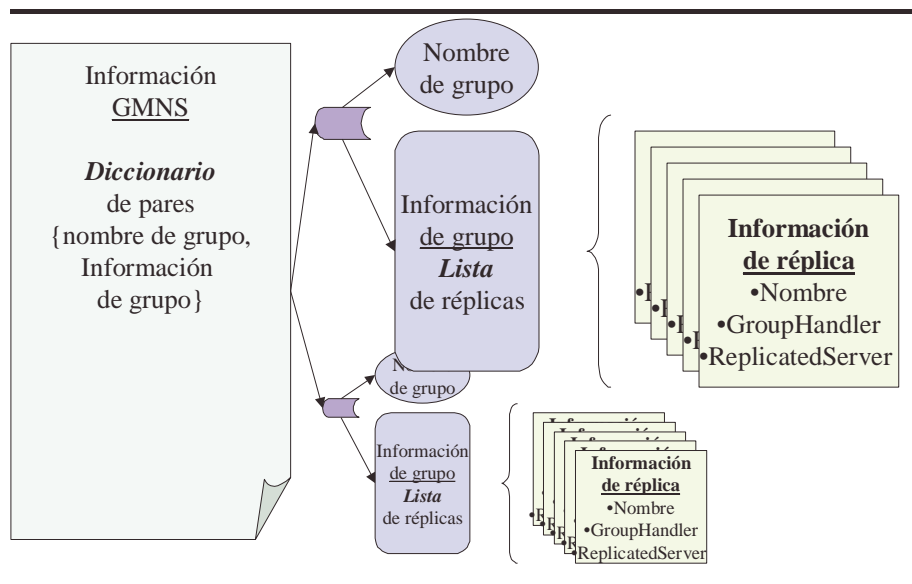 Información
GMNS
Diccionario
de pares
{nombre de grupo,
Información
de grupo}
Nombre
de grupo
Información
de grupo
Lista
de réplicas
Información
de réplica
•Nombre
•GroupHandler
•ReplicatedServer
de grupo
Información
de grupo
Lista
de réplicas
Información
de réplica
•Nombre
•GroupHandler
•ReplicatedServer